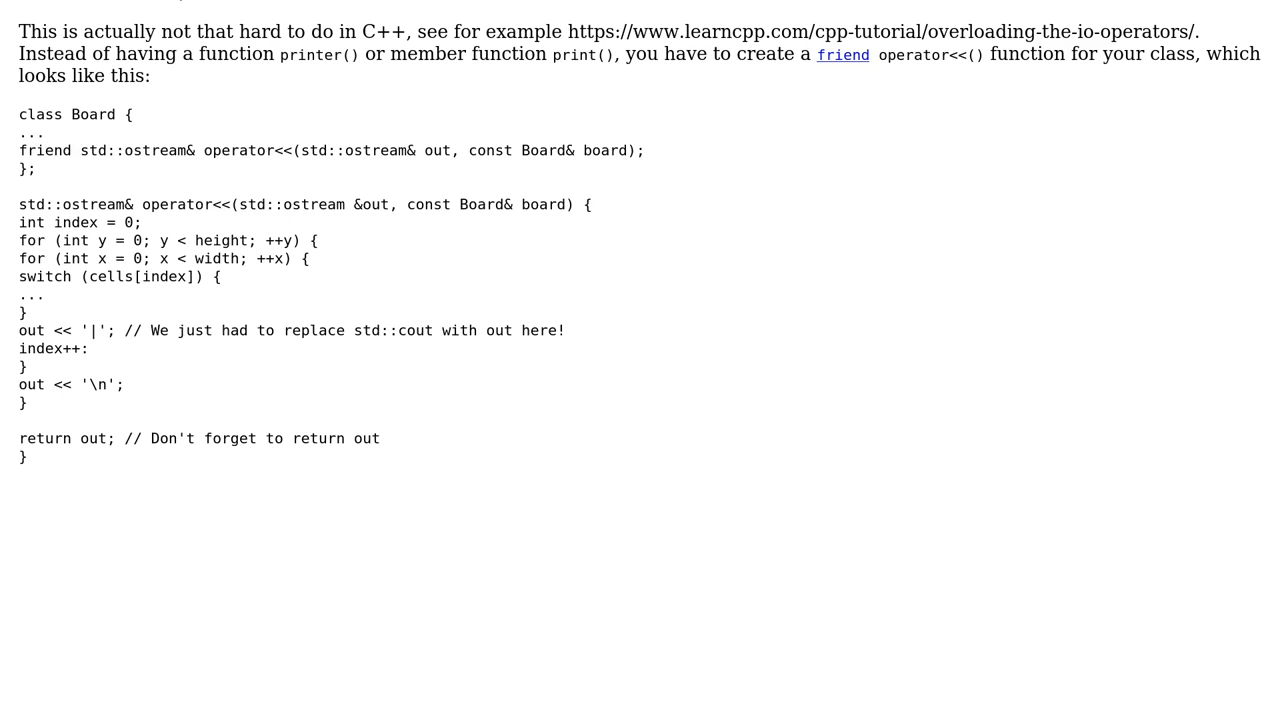 This is actually not that hard to do in C++, see for example https://www.learncpp.com/cpp-tutorial/overloading-the-io-operators/.
Instead of having a function printer() or member function print(), you have to create a friend operator<<() function for your class, which
looks like this:
class Board {
...
friend std::ostream& operator<<(std::ostream& out, const Board& board);
};
std::ostream& operator<<(std::ostream &out, const Board& board) {
int index = 0;
for (int y = 0; y < height; ++y) {
for (int x = 0; x < width; ++x) {
switch (cells[index]) {
...
}
out << '|'; // We just had to replace std::cout with out here!
index++:
}
out << '\n';
}
return out; // Don't forget to return out
}